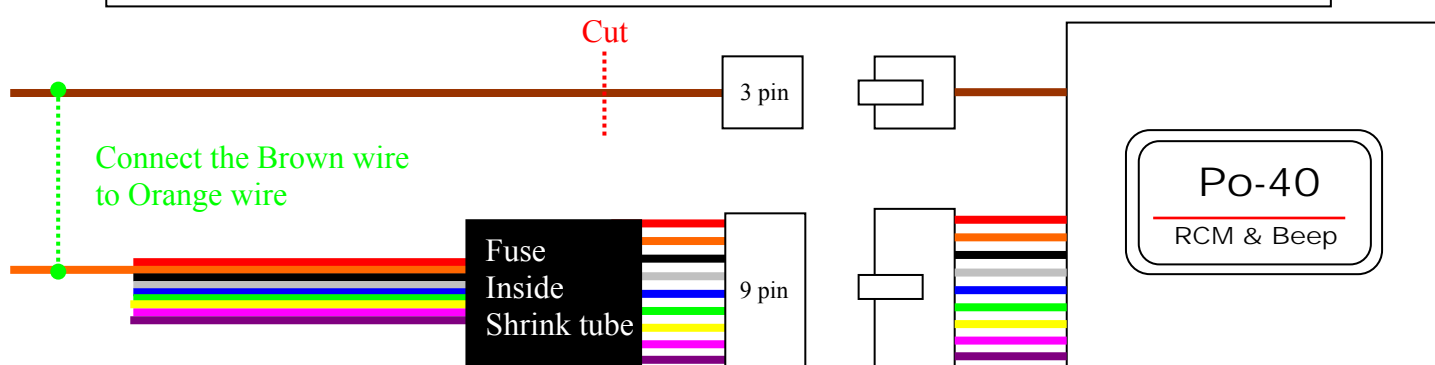 Cut
3 pin
Connect the Brown wire
to Orange wire
Po-40
RCM & Beep
Fuse
Inside
Shrink tube
9 pin